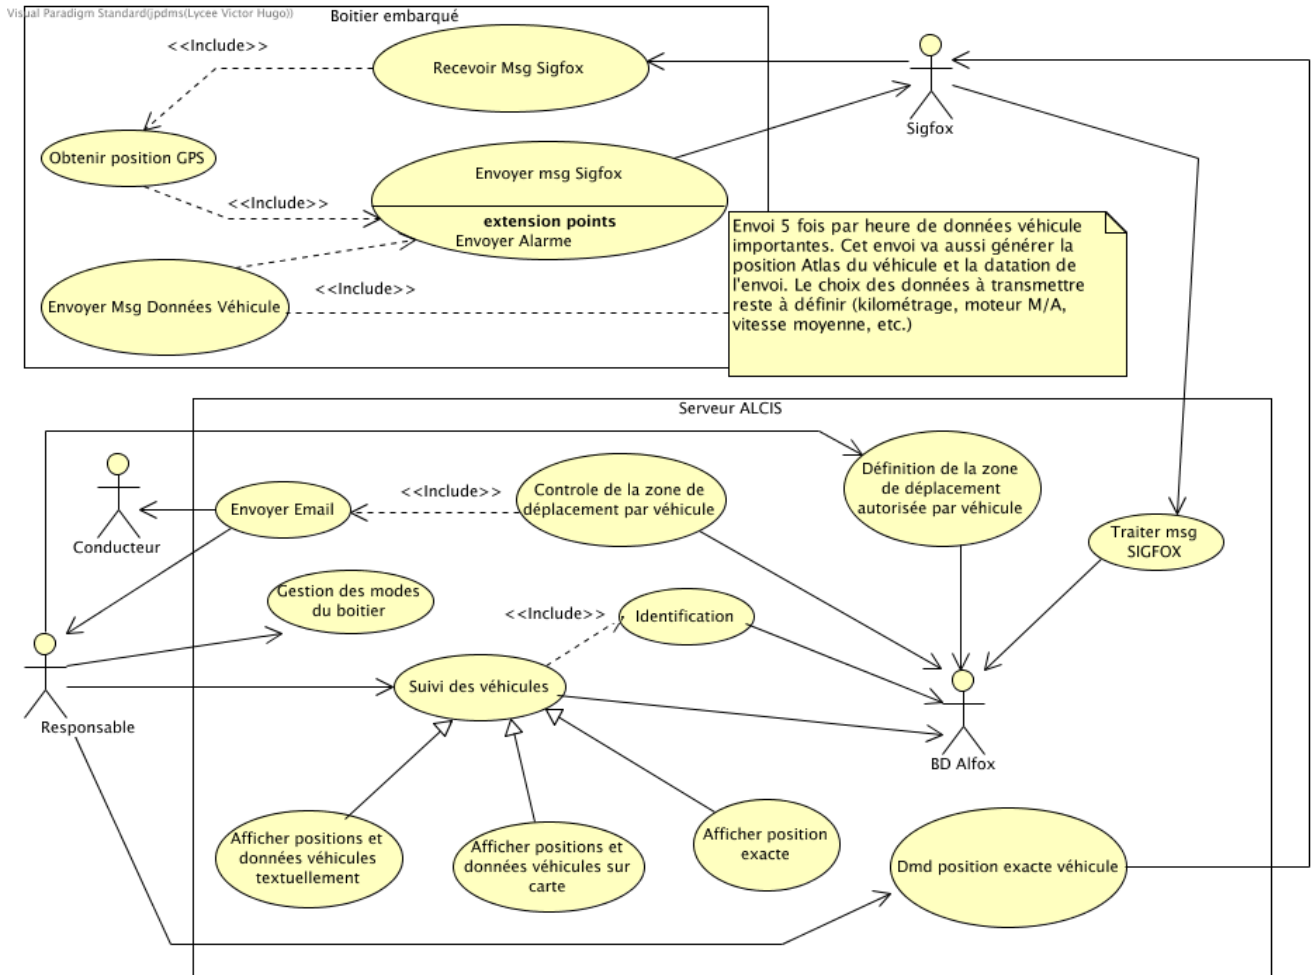 Visual Paradigm Standard(jpdms(Lycee Victor Hugo))
Boitier embarqué
<<Include>>
Recevoir Msg Sigfox
Sigfox
Obtenir position GPS
Envoyer msg Sigfox
<<Include>>
extension points
Envoyer Alarme
Envoi 5 fois par heure de données véhicule
importantes. Cet envoi va aussi générer la
position Atlas du véhicule et la datation de
l'envoi. Le choix des données à transmettre
reste à définir (kilométrage, moteur M/A,
vitesse moyenne, etc.)
<<Include>>
Envoyer Msg Données Véhicule
Serveur ALCIS
Conducteur
Envoyer Email
<<Include>>
Controle de la zone de
déplacement par véhicule
Définition de la zone
de déplacement
autorisée par véhicule
Traiter msg
SIGFOX
Gestion des modes
du boitier
<<Include>>
Identification
Responsable
Suivi des véhicules
BD Alfox
Afficher positions et
données véhicules
textuellement
Afficher positions et
données véhicules sur
carte
Afficher position
exacte
Dmd position exacte véhicule